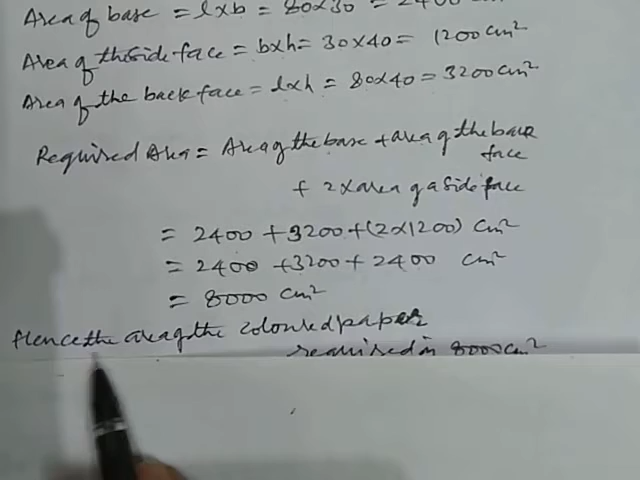 Area of base = l×b = 80×30 = 2400 cm²
Area of the side face = b×h = 30×40 = 1200 cm²
Area of the back face = l×h = 80×40 = 3200 cm²
Required Area = Area of the base + area of the back
face
+ 2×area of a side face
= 2400 + 3200 + (2×1200) cm²
= 2400 + 3200 + 2400 cm²
= 8000 cm²
Hence the area of the coloured paper
required is 8000 cm²